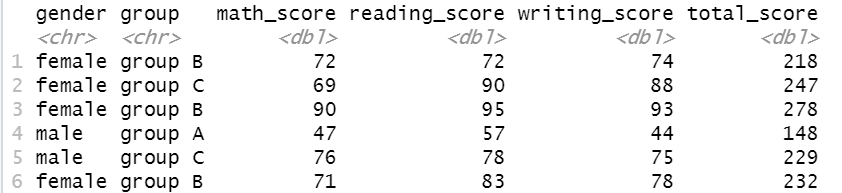 gender group math_score reading_score writing_score total_score
<chr> <chr> <dbl> <dbl> <dbl> <dbl>
1 female group B 72 72 74 218
2 female group C 69 90 88 247
3 female group B 90 95 93 278
4 male group A 47 57 44 148
5 male group C 76 78 75 229
6 female group B 71 83 78 232